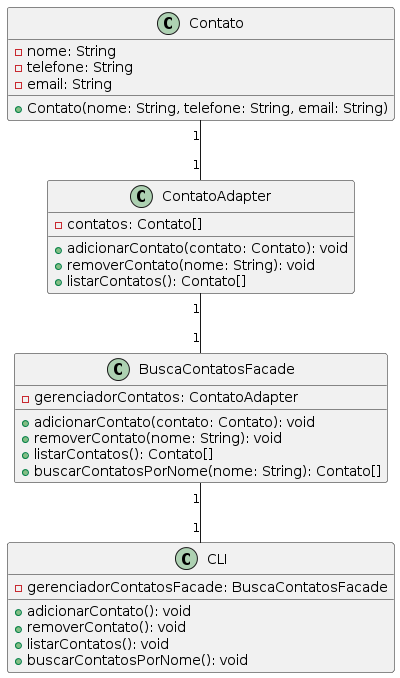 C Contato
nome: String
telefone: String
email: String
Contato(nome: String, telefone: String, email: String)
1
1
C ContatoAdapter
contatos: Contato[]
adicionarContato(contato: Contato): void
removerContato(nome: String): void
listarContatos(): Contato[]
1
1
C BuscaContatosFacade
gerenciadorContatos: ContatoAdapter
adicionarContato(contato: Contato): void
removerContato(nome: String): void
listarContatos(): Contato[]
buscarContatosPorNome(nome: String): Contato[]
1
1
C CLI
gerenciadorContatosFacade: BuscaContatosFacade
adicionarContato(): void
removerContato(): void
listarContatos(): void
buscarContatosPorNome(): void